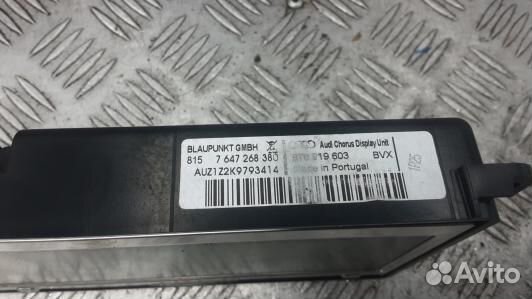 BLAUPUNKT GMBH Audi Chorus Display Unit
815 7 647 268 380 8T0 919 603 BVX
AUZ1Z2K9793414 Made in Portugal
Avito